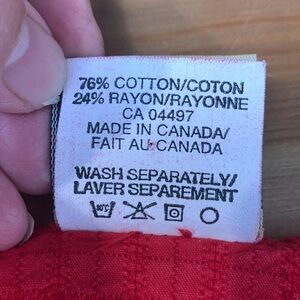 76% COTTON/COTON
24% RAYON/RAYONNE
CA 04497
MADE IN CANADA/
FAIT AU CANADA
WASH SEPARATELY/
LAVER SEPAREMENT